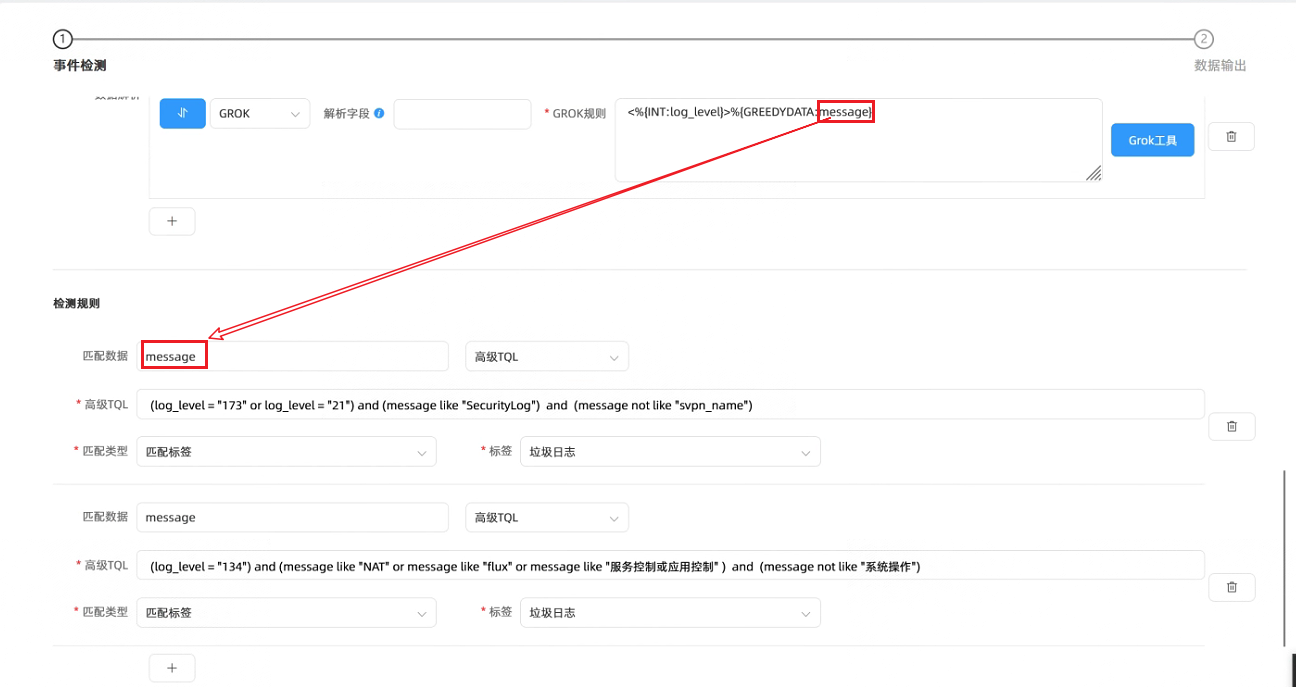 1
2
事件检测
数据输出
数据解析
GROK
解析字段
* GROK规则
<%{INT:log_level}>%{GREEDYDATA:message}
Grok工具
+
检测规则
匹配数据
message
高级TQL
* 高级TQL
(log_level = "173" or log_level = "21") and (message like "SecurityLog") and (message not like "svpn_name")
* 匹配类型
匹配标签
* 标签
垃圾日志
匹配数据
message
高级TQL
* 高级TQL
(log_level = "134") and (message like "NAT" or message like "flux" or message like "服务控制或应用控制" ) and (message not like "系统操作")
* 匹配类型
匹配标签
* 标签
垃圾日志
+